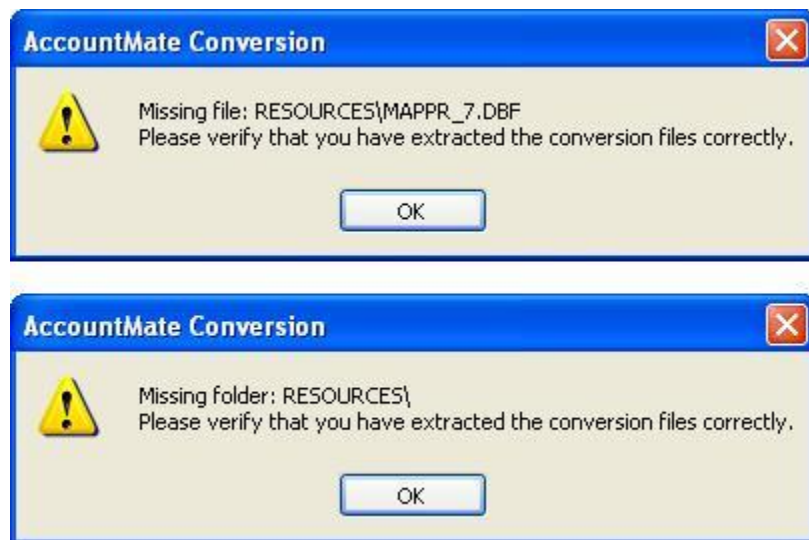 AccountMate Conversion
Missing file: RESOURCES\MAPPR_7.DBF
Please verify that you have extracted the conversion files correctly.
OK
AccountMate Conversion
Missing folder: RESOURCES\
Please verify that you have extracted the conversion files correctly.
OK